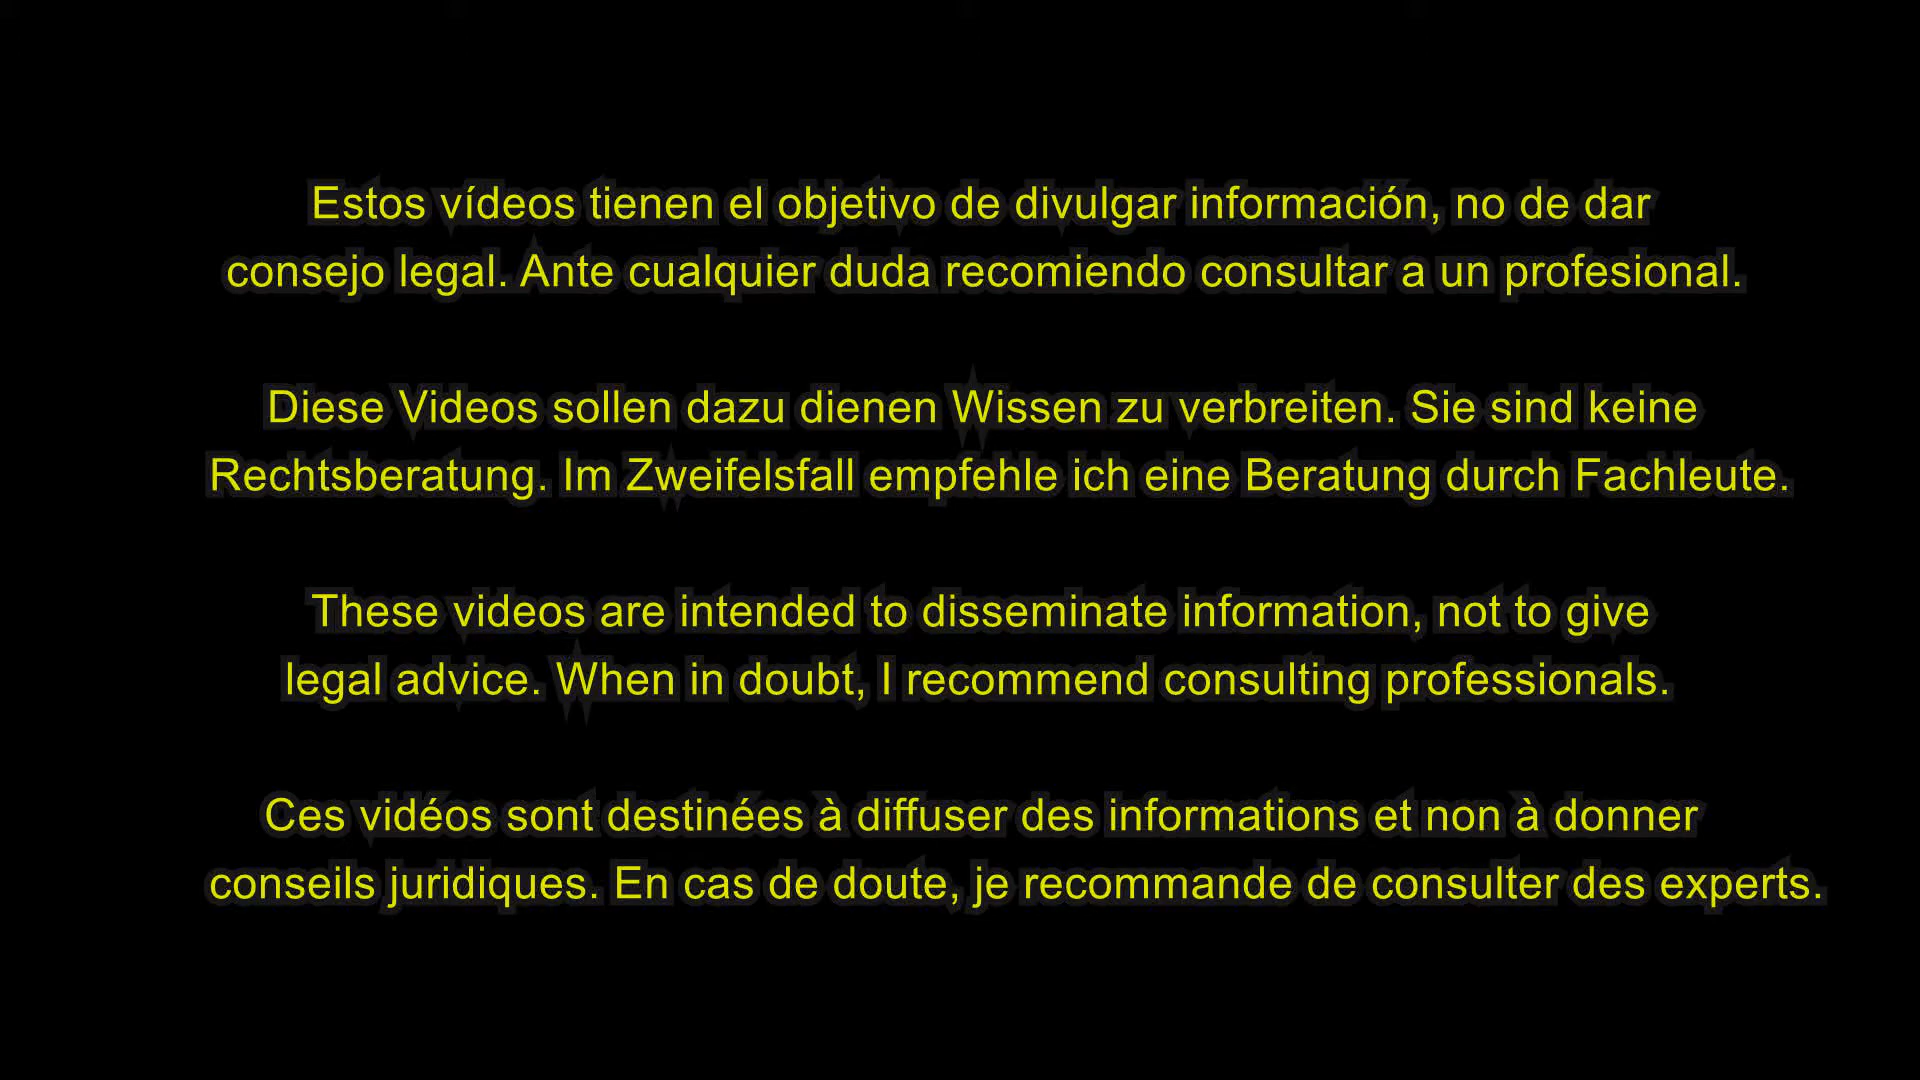 Estos vídeos tienen el objetivo de divulgar información, no de dar
consejo legal. Ante cualquier duda recomiendo consultar a un profesional.
Diese Videos sollen dazu dienen Wissen zu verbreiten. Sie sind keine
Rechtsberatung. Im Zweifelsfall empfehle ich eine Beratung durch Fachleute.
These videos are intended to disseminate information, not to give
legal advice. When in doubt, I recommend consulting professionals.
Ces vidéos sont destinées à diffuser des informations et non à donner
conseils juridiques. En cas de doute, je recommande de consulter des experts.